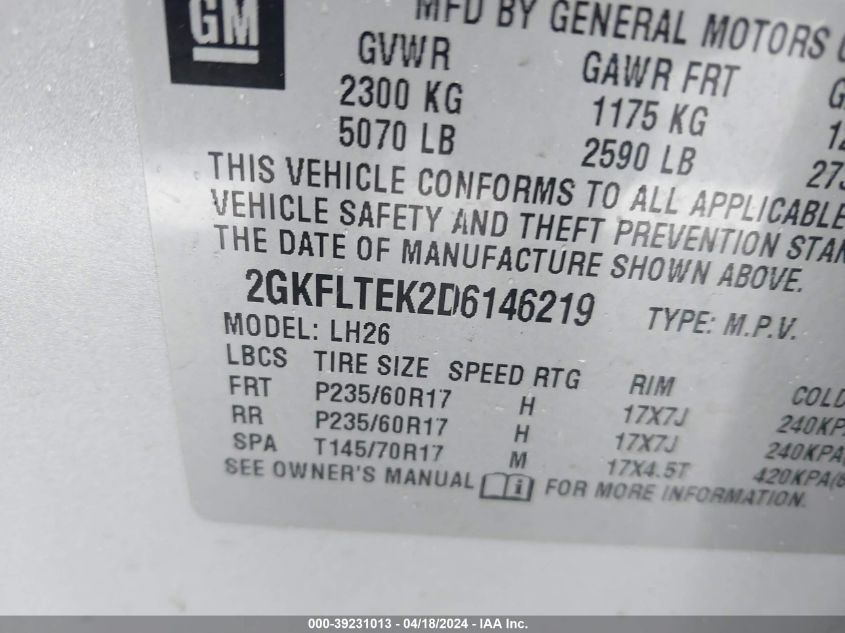 GM
MFD BY GENERAL MOTORS
GVWR GAWR FRT
2300 KG 1175 KG
5070 LB 2590 LB
THIS VEHICLE CONFORMS TO ALL APPLICABLE
VEHICLE SAFETY AND THEFT PREVENTION STAN
THE DATE OF MANUFACTURE SHOWN ABOVE.
2GKFLTEK2D6146219 TYPE: M.P.V.
MODEL: LH26
LBCS TIRE SIZE SPEED RTG RIM COLD
FRT P235/60R17 H 17X7J 240KPA
RR P235/60R17 H 17X7J 240KPA(
SPA T145/70R17 M 17X4.5T 420KPA(6
SEE OWNER'S MANUAL i FOR MORE INFORMATION.
000-39231013 - 04/18/2024 - IAA Inc.